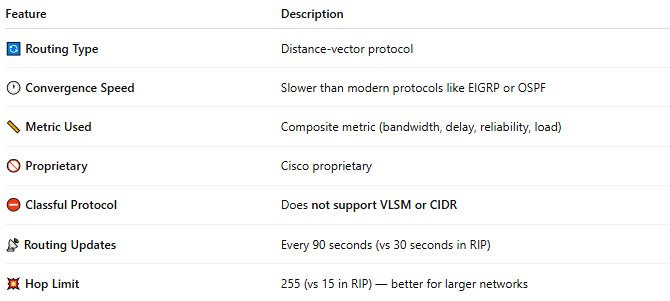 Feature Description
🔄 Routing Type Distance-vector protocol
🕐 Convergence Speed Slower than modern protocols like EIGRP or OSPF
📏 Metric Used Composite metric (bandwidth, delay, reliability, load)
🚫 Proprietary Cisco proprietary
⛔ Classful Protocol Does not support VLSM or CIDR
📡 Routing Updates Every 90 seconds (vs 30 seconds in RIP)
💥 Hop Limit 255 (vs 15 in RIP) — better for larger networks